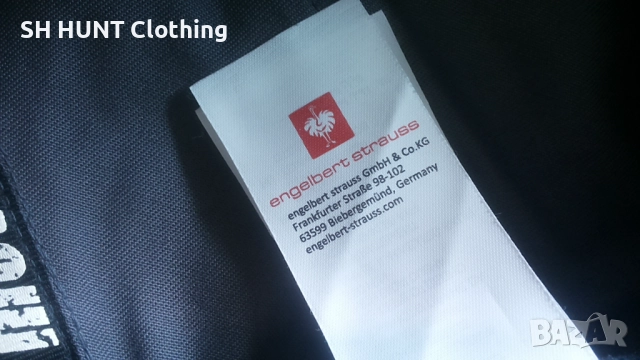 SH HUNT Clothing
engelbert strauss
engelbert strauss GmbH & Co.KG
Frankfurter Straße 98-102
63599 Biebergemünd, Germany
engelbert-strauss.com
BAZAR